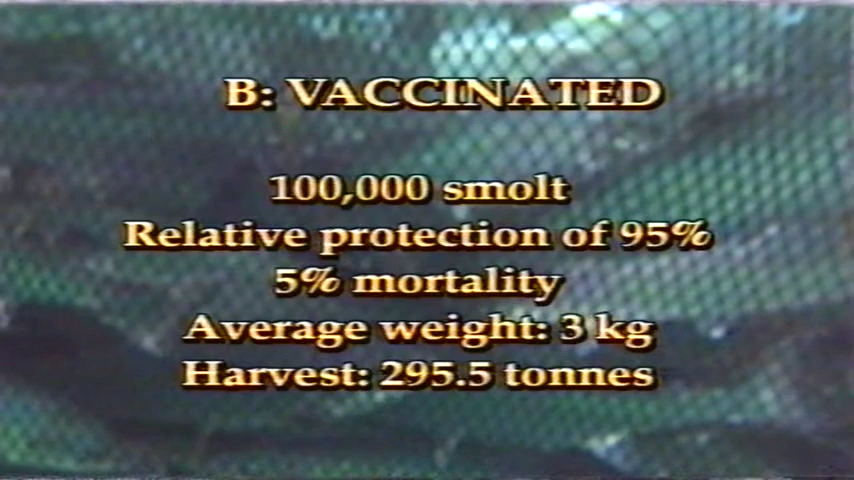 B: VACCINATED
100,000 smolt
Relative protection of 95%
5% mortality
Average weight: 3 kg
Harvest: 295.5 tonnes